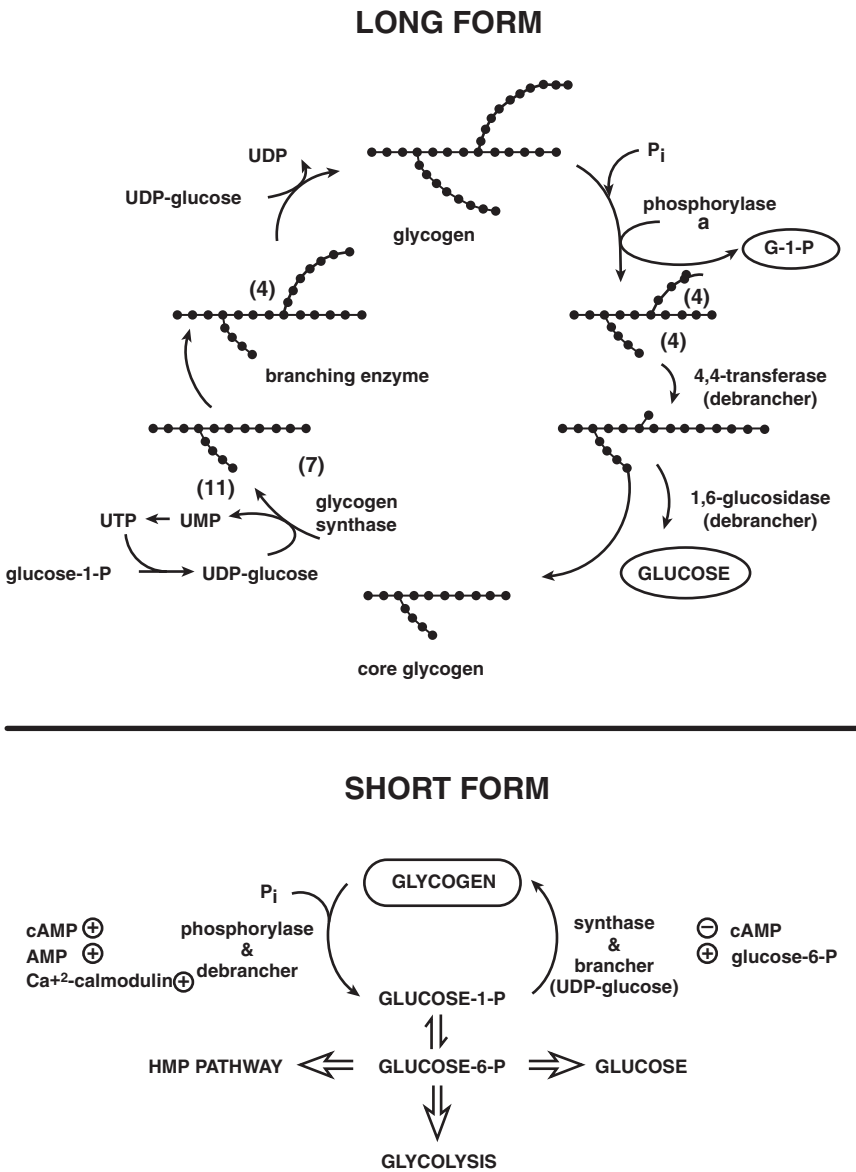 LONG FORM
UDP
UDP-glucose
glycogen
Pi
phosphorylase
a
G-1-P
(4)
branching enzyme
(4)
(4)
4,4-transferase
(debrancher)
(7)
(11)
glycogen
synthase
UTP
UMP
glucose-1-P
UDP-glucose
1,6-glucosidase
(debrancher)
GLUCOSE
core glycogen
SHORT FORM
GLYCOGEN
Pi
cAMP +
AMP +
Ca+2-calmodulin +
phosphorylase
&
debrancher
synthase
&
brancher
(UDP-glucose)
− cAMP
+ glucose-6-P
GLUCOSE-1-P
HMP PATHWAY
GLUCOSE-6-P
GLUCOSE
GLYCOLYSIS